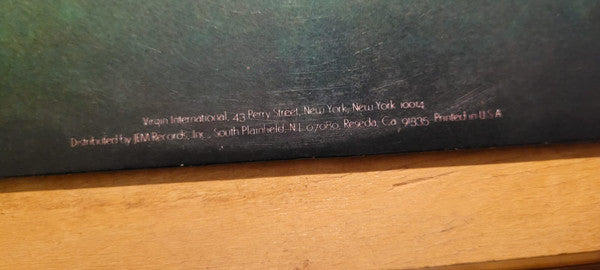 Virgin International, 43 Perry Street, New York, New York 10014
Distributed by JEM Records, Inc., South Plainfield, N.J. 07080, Reseda, Ca. 91335 Printed in U S A